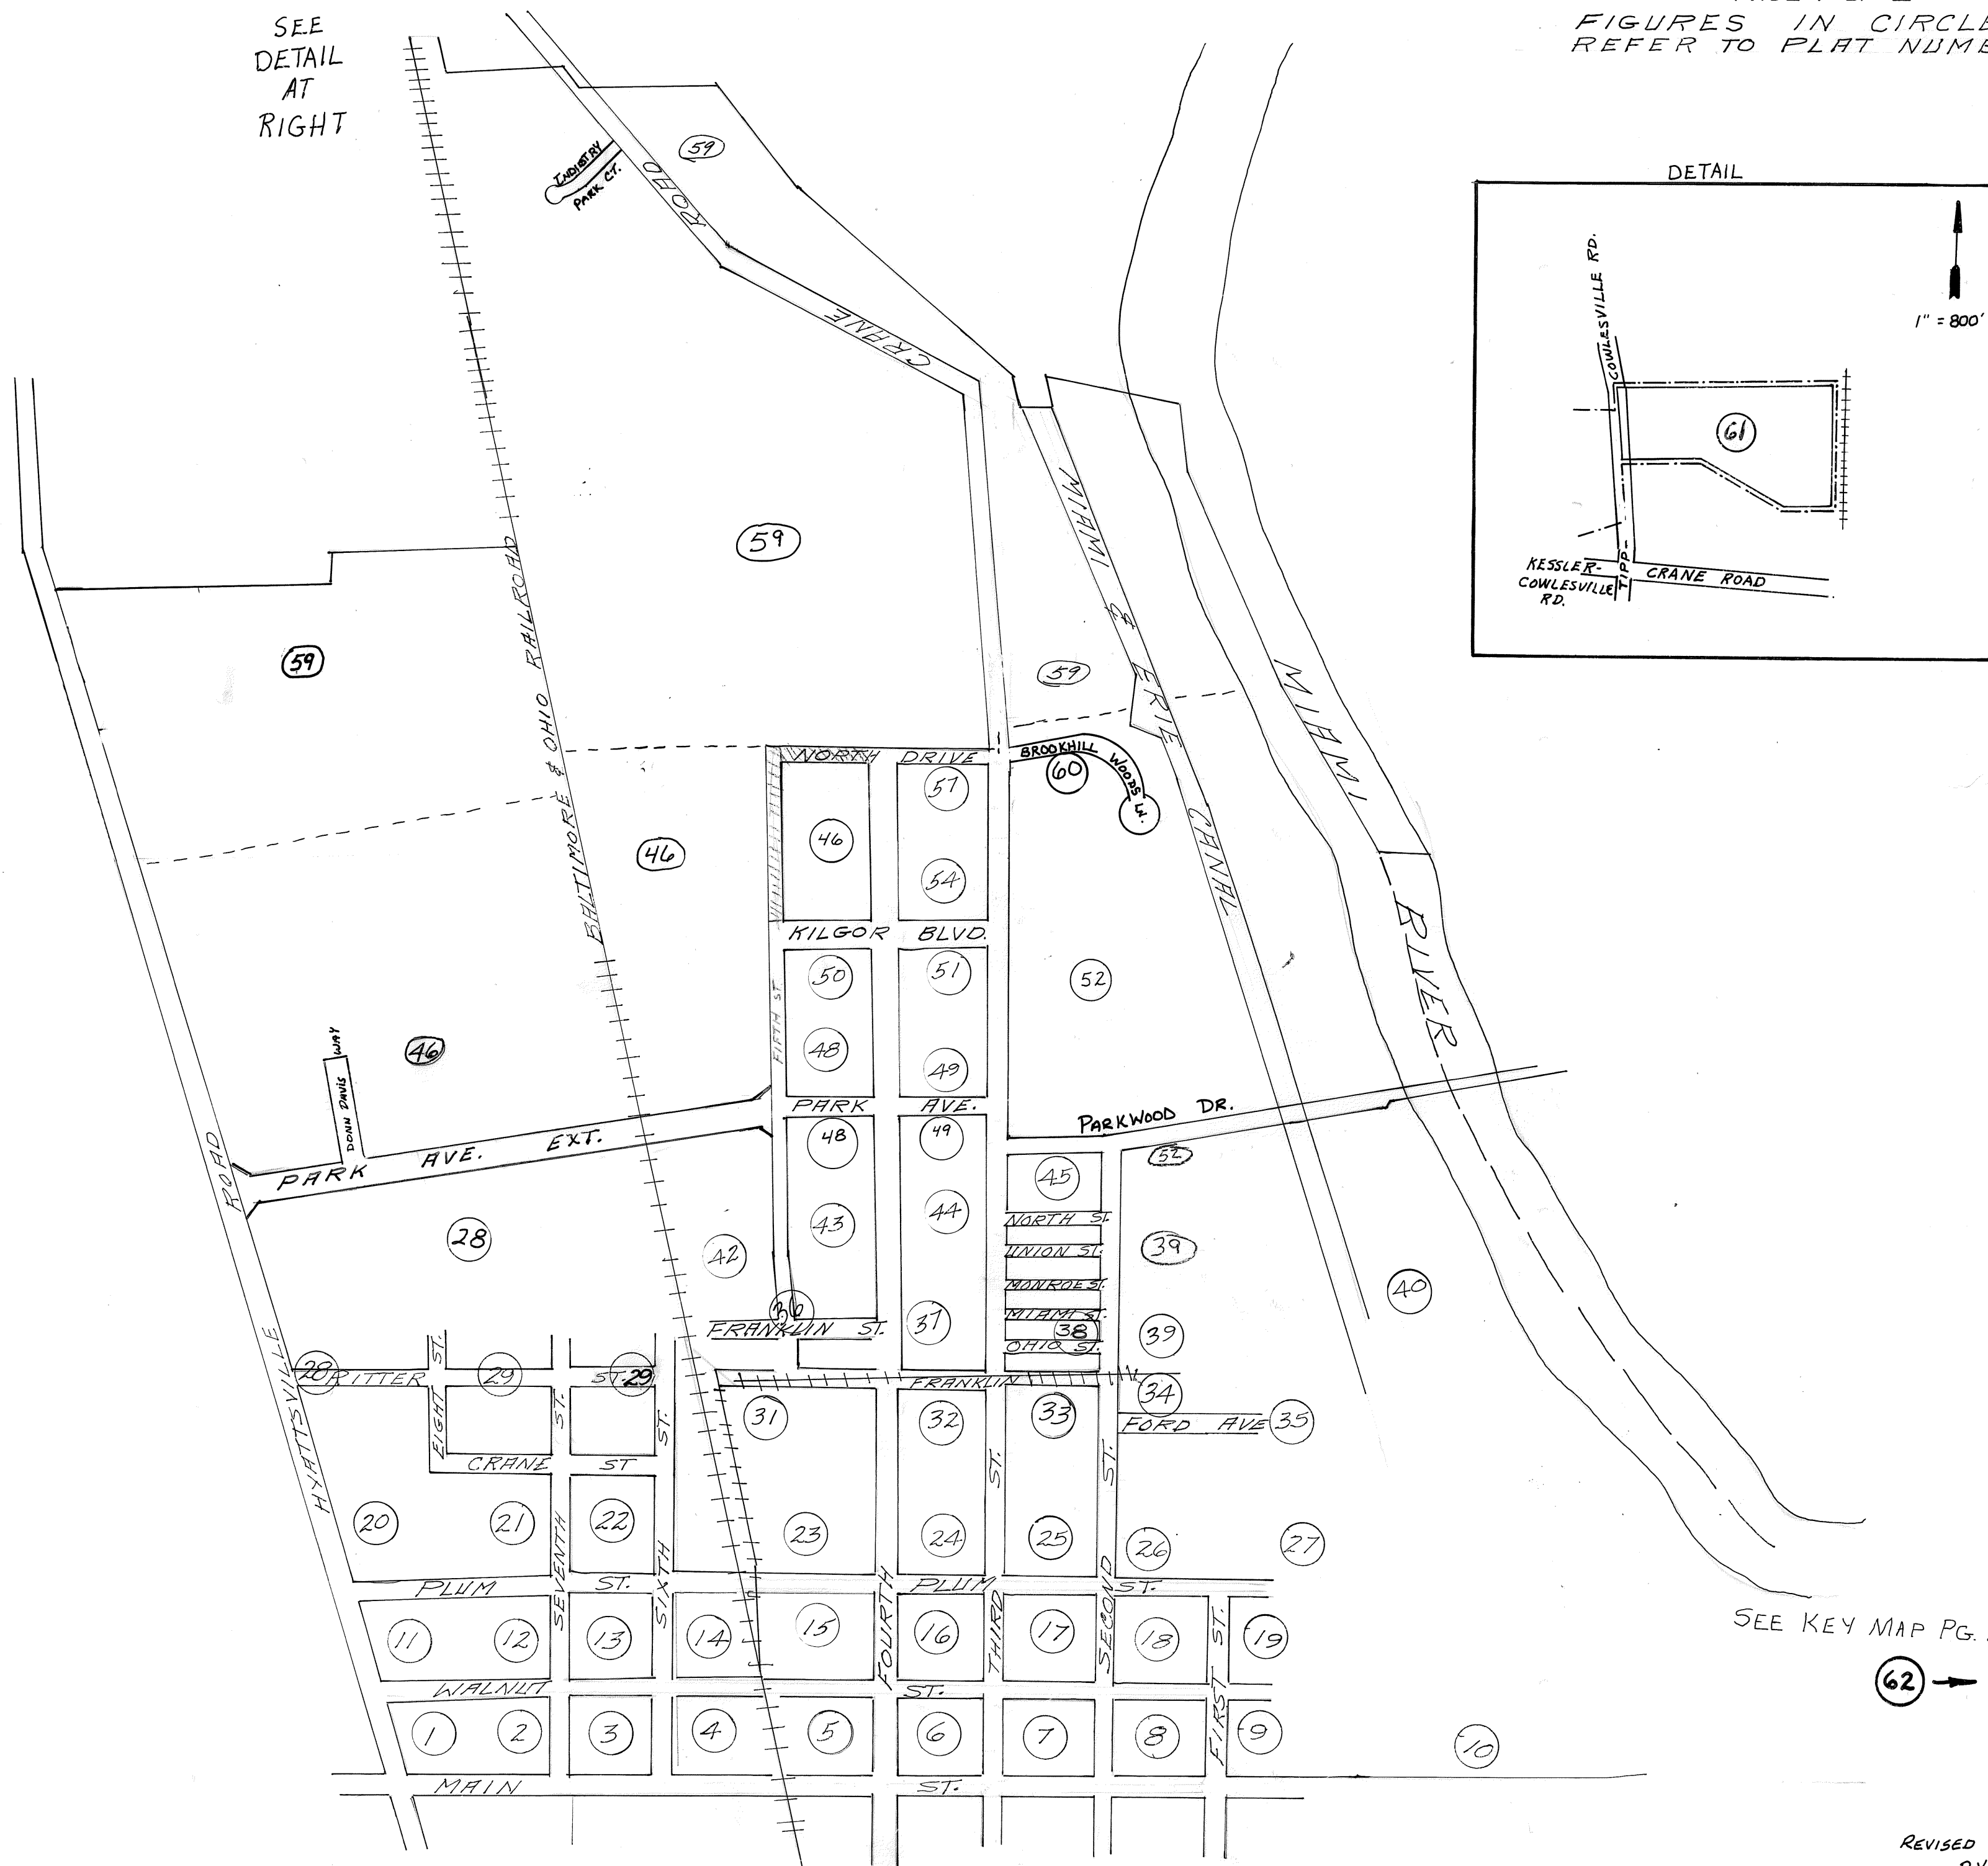 SEE
DETAIL
AT
RIGHT
FIGURES IN CIRCLE
REFER TO PLAT NUMB
DETAIL
1" = 800'
COWLESVILLE RD.
61
TIPP-
KESSLER-
COWLESVILLE
RD.
CRANE ROAD
INDUSTRY
PARK CT.
59
CRANE ROAD
59
59
59
MIAMI & ERIE CANAL
MIAMI RIVER
BALTIMORE & OHIO RAILROAD
NORTH DRIVE
BROOKHILL WOODS LN.
60
57
46
46
54
KILGOR BLVD.
50
51
52
FIFTH ST.
48
49
46
DONN DAVIS WAY
PARK AVE.
PARKWOOD DR.
PARK AVE. EXT.
48
49
52
45
43
44
NORTH ST.
28
42
UNION ST.
39
MONROE ST.
40
36
MIAMI ST.
FRANKLIN ST.
37
38
39
OHIO ST.
HYATTSVILLE ROAD
28
RITTER ST.
29
29
EIGHT ST.
FRANKLIN
31
32
33
34
FORD AVE
35
CRANE ST
20
21
22
23
24
25
26
27
SEVENTH ST.
SIXTH ST.
FOURTH
THIRD ST.
SECOND ST.
FIRST ST.
PLUM ST.
PLUM ST.
11
12
13
14
15
16
17
18
19
SEE KEY MAP PG.
62
WALNUT ST.
1
2
3
4
5
6
7
8
9
10
MAIN ST.
REVISED